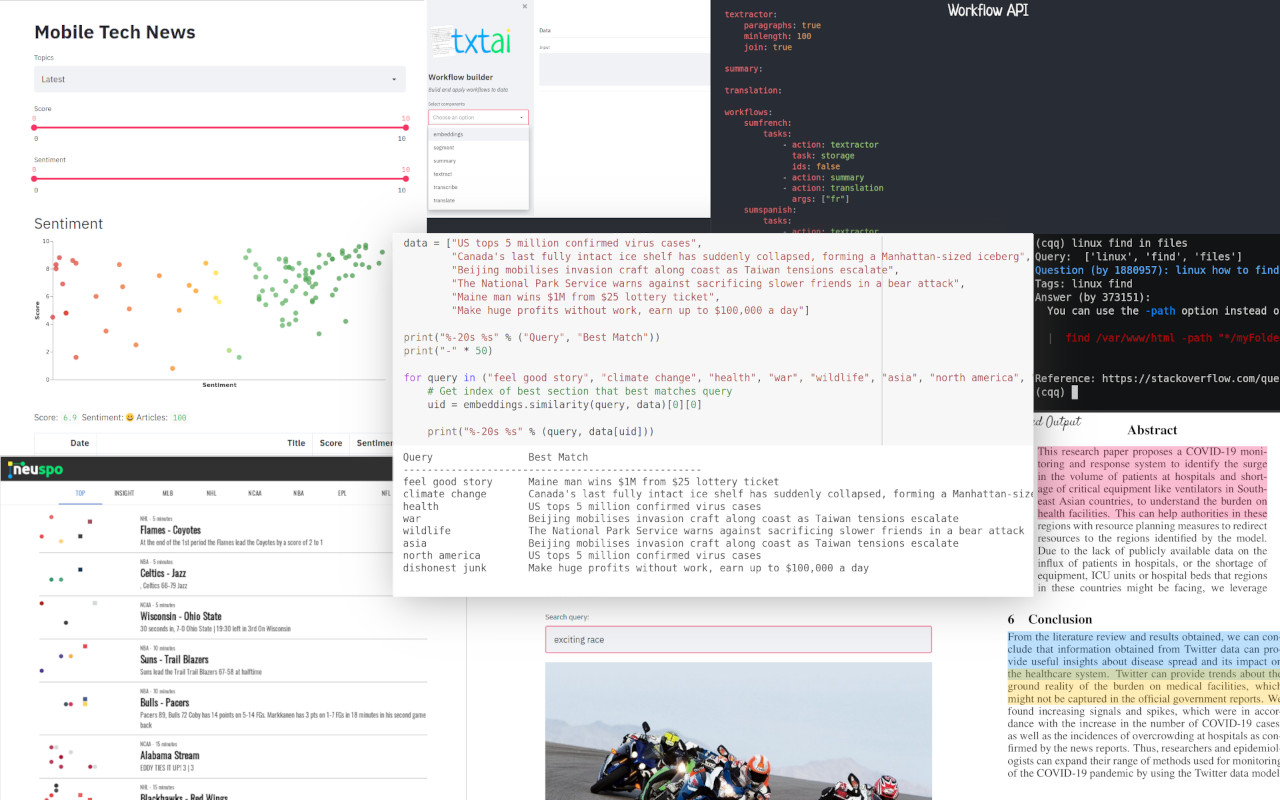 Mobile Tech News
Topics
Latest
Score
0 10
0 10
Sentiment
0 10
0 10
Sentiment
10
8
6
4
2
0
Score
Sentiment
Score: 6.9 Sentiment: 😀 Articles: 100
Date Title Score Sentimen
txtai
Workflow builder
Build and apply workflows to data
Select components
Choose an option
embeddings
segment
summary
textract
transcribe
translate
Data
Input
Workflow API
textractor:
paragraphs: true
minlength: 100
join: true
summary:
translation:
workflows:
sumfrench:
tasks:
- action: textractor
task: storage
ids: false
- action: summary
- action: translation
args: ["fr"]
sumspanish:
tasks:
- action: textractor
data = ["US tops 5 million confirmed virus cases",
"Canada's last fully intact ice shelf has suddenly collapsed, forming a Manhattan-sized iceberg",
"Beijing mobilises invasion craft along coast as Taiwan tensions escalate",
"The National Park Service warns against sacrificing slower friends in a bear attack",
"Maine man wins $1M from $25 lottery ticket",
"Make huge profits without work, earn up to $100,000 a day"]
print("%-20s %s" % ("Query", "Best Match"))
print("-" * 50)
for query in ("feel good story", "climate change", "health", "war", "wildlife", "asia", "north america",
# Get index of best section that best matches query
uid = embeddings.similarity(query, data)[0][0]
print("%-20s %s" % (query, data[uid]))
Query Best Match
--------------------------------------------------
feel good story Maine man wins $1M from $25 lottery ticket
climate change Canada's last fully intact ice shelf has suddenly collapsed, forming a Manhattan-size
health US tops 5 million confirmed virus cases
war Beijing mobilises invasion craft along coast as Taiwan tensions escalate
wildlife The National Park Service warns against sacrificing slower friends in a bear attack
asia Beijing mobilises invasion craft along coast as Taiwan tensions escalate
north america US tops 5 million confirmed virus cases
dishonest junk Make huge profits without work, earn up to $100,000 a day
(cqq) linux find in files
Query: ['linux', 'find', 'files']
Question (by 1880957): linux how to find
Tags: linux find
Answer (by 373151):
You can use the -path option instead o
| find /var/www/html -path "*/myFolde
Reference: https://stackoverflow.com/que
(cqq)
neuspo
TOP INSIGHT MLB NHL NCAA NBA EPL NFL
NHL - 5 minutes
Flames - Coyotes
At the end of the 1st period the Flames lead the Coyotes by a score of 2 to 1
NBA - 5 minutes
Celtics - Jazz
, Celtics 66-79 Jazz
NCAA - 5 minutes
Wisconsin - Ohio State
30 seconds in, 7-0 Ohio State | 19:30 left in 3rd On Wisconsin
NBA - 10 minutes
Suns - Trail Blazers
Suns lead the Trail Trail Blazers 67-58 at halftime
NBA - 10 minutes
Bulls - Pacers
Pacers 89, Bulls 72 Coby has 14 points on 5-14 FGs. Markkanen has 3 pts on 1-7 FGs in 18 minutes in his second game
back
NCAA - 15 minutes
Alabama Stream
EDDY TIES IT UP! 3 | 3
NHL - 15 minutes
Blackhawks - Red Wings
Search query:
exciting race
d Output
Abstract
This research paper proposes a COVID-19 moni-
toring and response system to identify the surge
in the volume of patients at hospitals and short-
age of critical equipment like ventilators in South-
east Asian countries, to understand the burden on
health facilities. This can help authorities in these
regions with resource planning measures to redirect
resources to the regions identified by the model.
Due to the lack of publicly available data on the
influx of patients in hospitals, or the shortage of
equipment, ICU units or hospital beds that regions
in these countries might be facing, we leverage
6 Conclusion
From the literature review and results obtained, we can con-
clude that information obtained from Twitter data can pro-
vide useful insights about disease spread and its impact on
the healthcare system. Twitter can provide trends about the
ground reality of the burden on medical facilities, which
might not be captured in the official government reports. We
found increasing signals and spikes, which were in accor-
dance with the increase in the number of COVID-19 cases
as well as the incidences of overcrowding at hospitals as con-
firmed by the news reports. Thus, researchers and epidemiol-
ogists can expand their range of methods used for monitoring
of the COVID-19 pandemic by using the Twitter data model